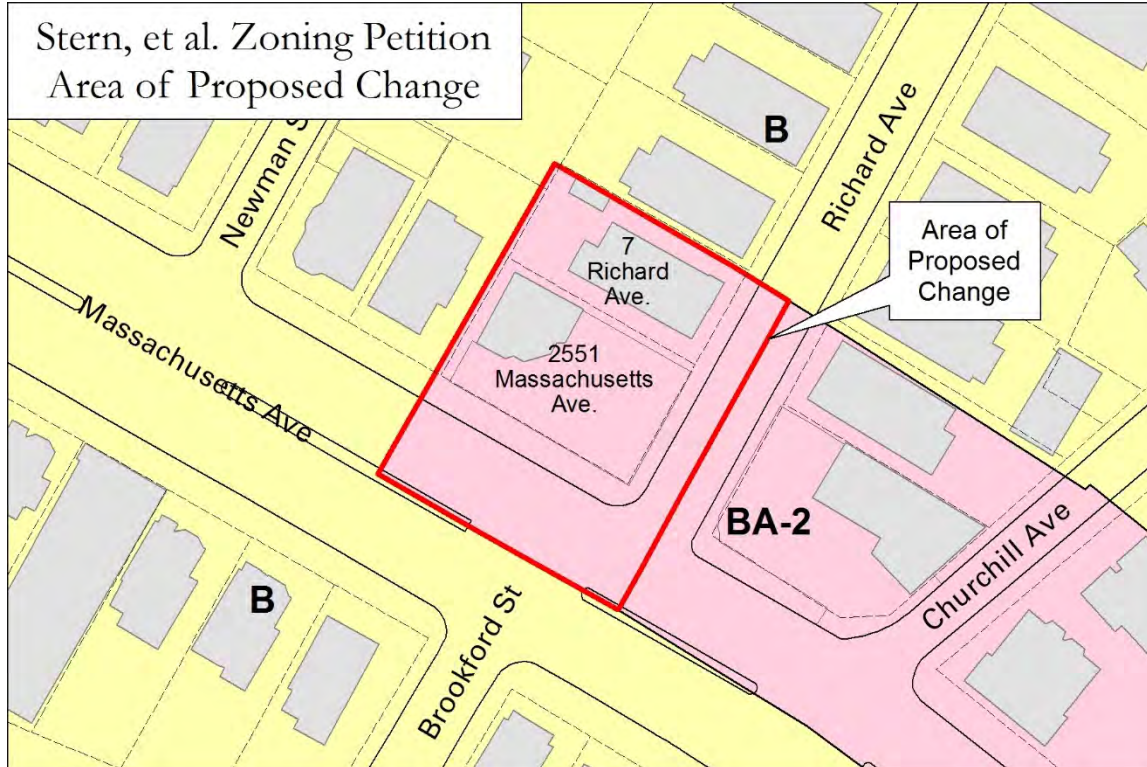 Stern, et al. Zoning Petition
Area of Proposed Change
Newman
B
Richard Ave
Area of
Proposed
Change
7
Richard
Ave.
2551
Massachusetts
Ave.
Massachusetts Ave
BA-2
Churchill Ave
B
Brookford St